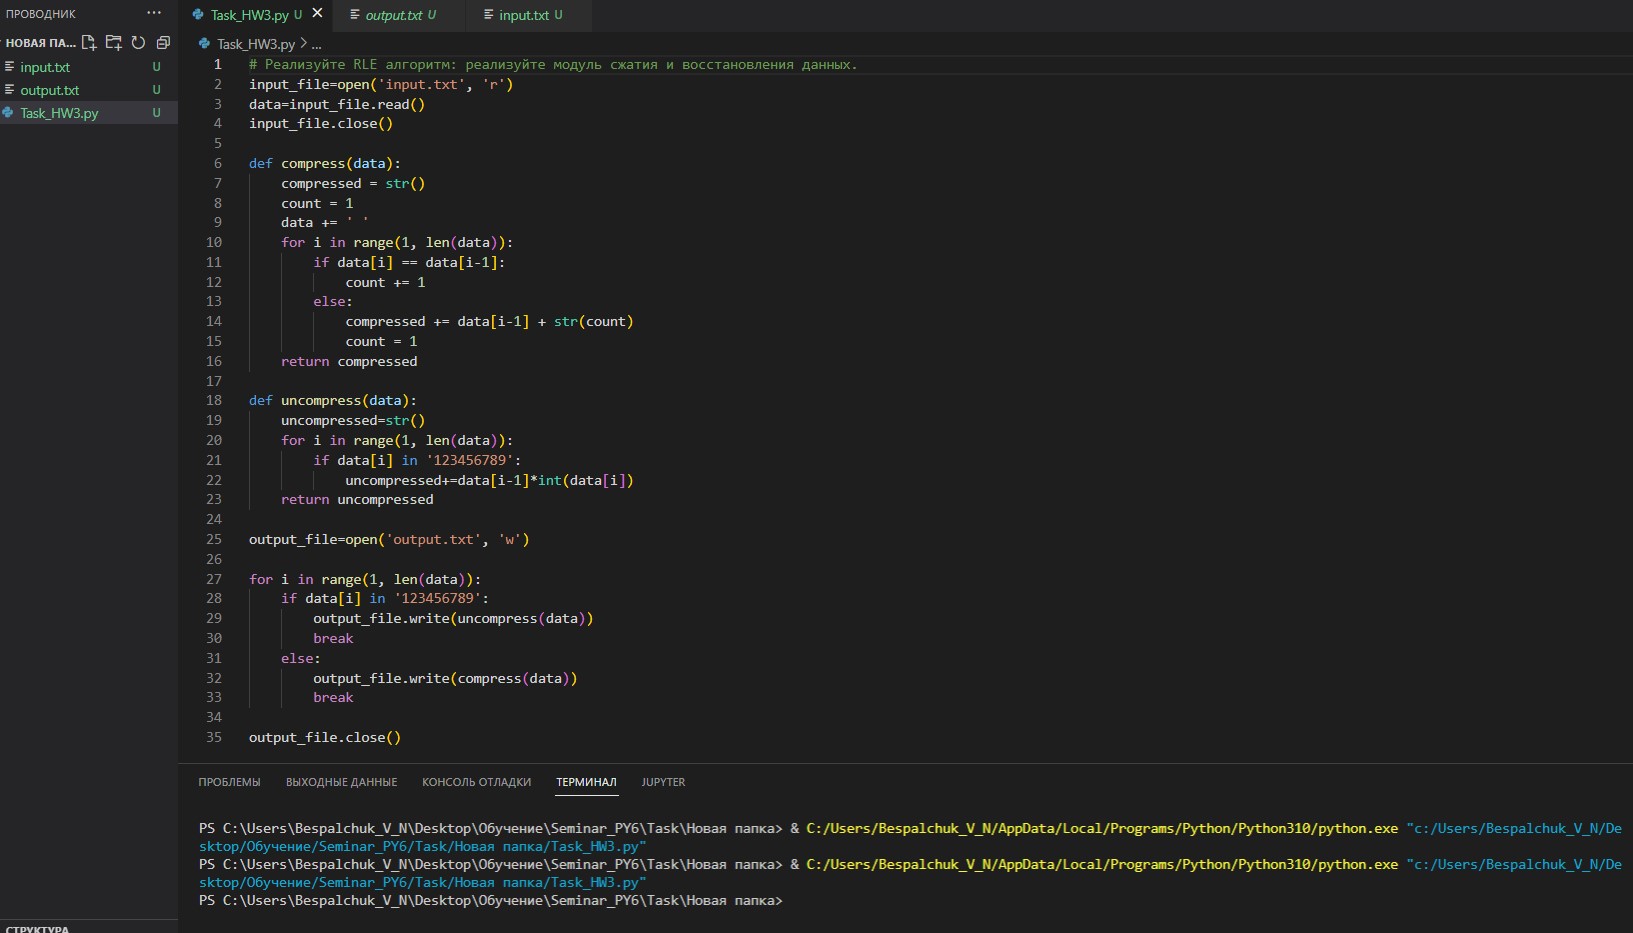 ПРОВОДНИК ···
НОВАЯ ПА...
input.txt U
output.txt U
Task_HW3.py U
СТРУКТУРА
Task_HW3.py U ×
output.txt U
input.txt U
Task_HW3.py > ...
1 # Реализуйте RLE алгоритм: реализуйте модуль сжатия и восстановления данных.
2 input_file=open('input.txt', 'r')
3 data=input_file.read()
4 input_file.close()
5
6 def compress(data):
7     compressed = str()
8     count = 1
9     data += ' '
10     for i in range(1, len(data)):
11         if data[i] == data[i-1]:
12             count += 1
13         else:
14             compressed += data[i-1] + str(count)
15             count = 1
16     return compressed
17
18 def uncompress(data):
19     uncompressed=str()
20     for i in range(1, len(data)):
21         if data[i] in '123456789':
22             uncompressed+=data[i-1]*int(data[i])
23     return uncompressed
24
25 output_file=open('output.txt', 'w')
26
27 for i in range(1, len(data)):
28     if data[i] in '123456789':
29         output_file.write(uncompress(data))
30         break
31     else:
32         output_file.write(compress(data))
33         break
34
35 output_file.close()
ПРОБЛЕМЫ ВЫХОДНЫЕ ДАННЫЕ КОНСОЛЬ ОТЛАДКИ ТЕРМИНАЛ JUPYTER
PS C:\Users\Bespalchuk_V_N\Desktop\Обучение\Seminar_PY6\Task\Новая папка> & C:/Users/Bespalchuk_V_N/AppData/Local/Programs/Python/Python310/python.exe "c:/Users/Bespalchuk_V_N/De
sktop/Обучение/Seminar_PY6/Task/Новая папка/Task_HW3.py"
PS C:\Users\Bespalchuk_V_N\Desktop\Обучение\Seminar_PY6\Task\Новая папка> & C:/Users/Bespalchuk_V_N/AppData/Local/Programs/Python/Python310/python.exe "c:/Users/Bespalchuk_V_N/De
sktop/Обучение/Seminar_PY6/Task/Новая папка/Task_HW3.py"
PS C:\Users\Bespalchuk_V_N\Desktop\Обучение\Seminar_PY6\Task\Новая папка>